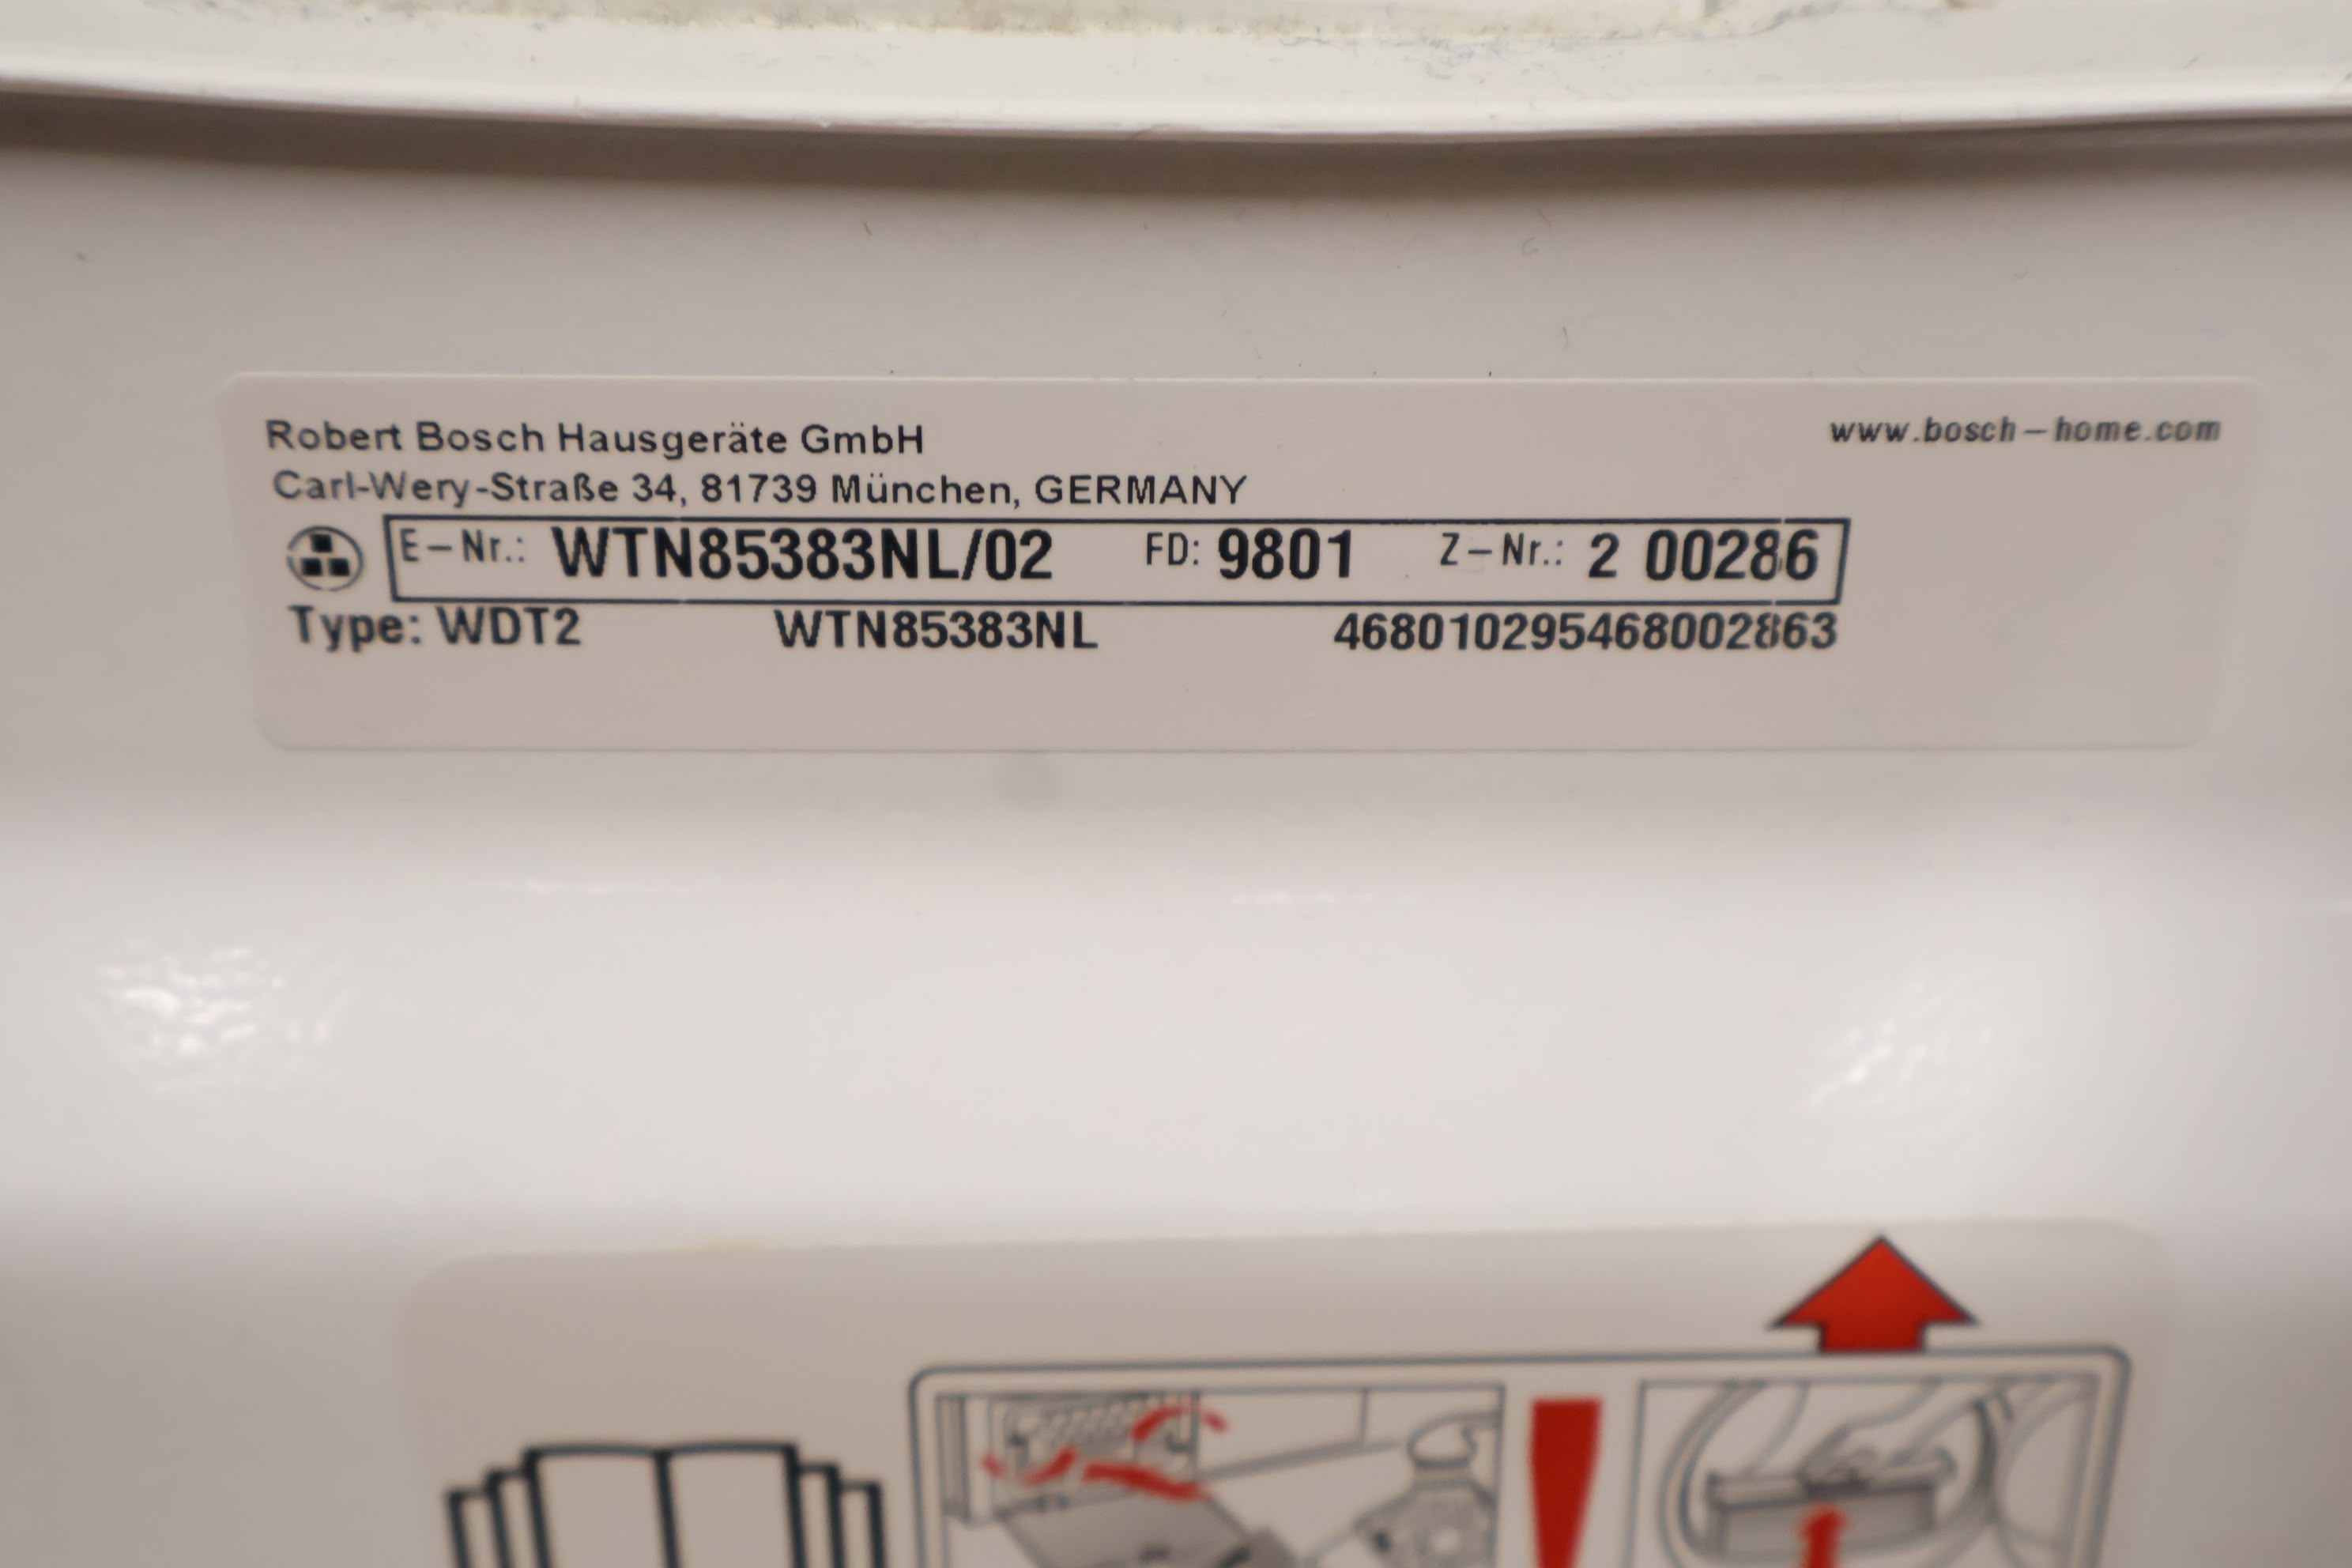 Robert Bosch Hausgeräte GmbH
www.bosch-home.com
Carl-Wery-Straße 34, 81739 München, GERMANY
E-Nr.: WTN85383NL/02 FD: 9801 Z-Nr.: 2 00286
Type: WDT2 WTN85383NL 468010295468002863